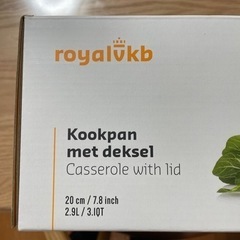 royalvkb
Kookpan
met deksel
Casserole with lid
20 cm / 7.8 inch
2.9L / 3.1QT